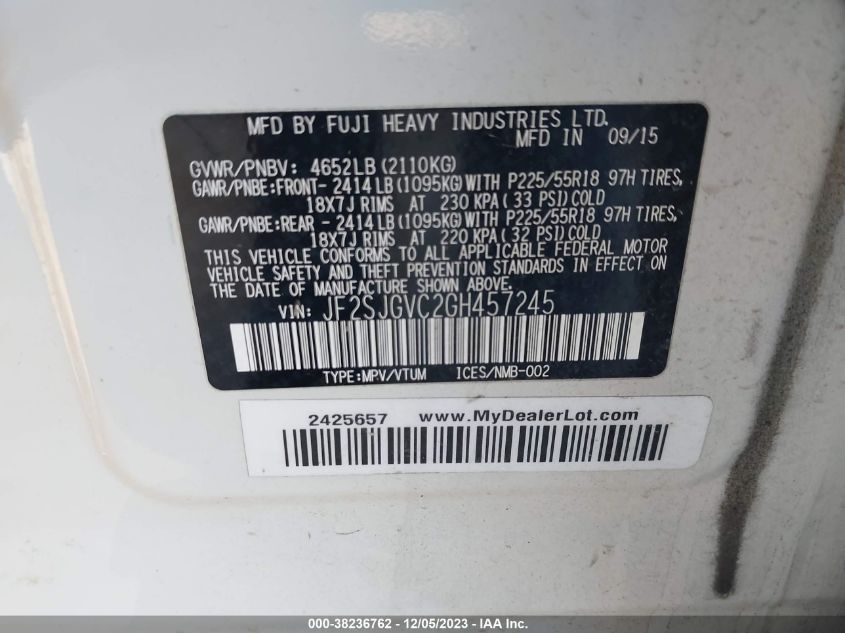 MFD BY FUJI HEAVY INDUSTRIES LTD.
MFD IN 09/15
GVWR/PNBV: 4652LB (2110KG)
GAWR/PNBE:FRONT- 2414LB(1095KG)WITH P225/55R18 97H TIRES,
18X7J RIMS AT 230 KPA(33 PSI)COLD
GAWR/PNBE:REAR - 2414LB(1095KG)WITH P225/55R18 97H TIRES,
18X7J RIMS AT 220 KPA(32 PSI)COLD
THIS VEHICLE CONFORMS TO ALL APPLICABLE FEDERAL MOTOR
VEHICLE SAFETY AND THEFT PREVENTION STANDARDS IN EFFECT ON
THE DATE OF MANUFACTURE SHOWN ABOVE.
VIN: JF2SJGVC2GH457245
TYPE:MPV/VTUM ICES/NMB-002
2425657 www.MyDealerLot.com
000-38236762 - 12/05/2023 - IAA Inc.